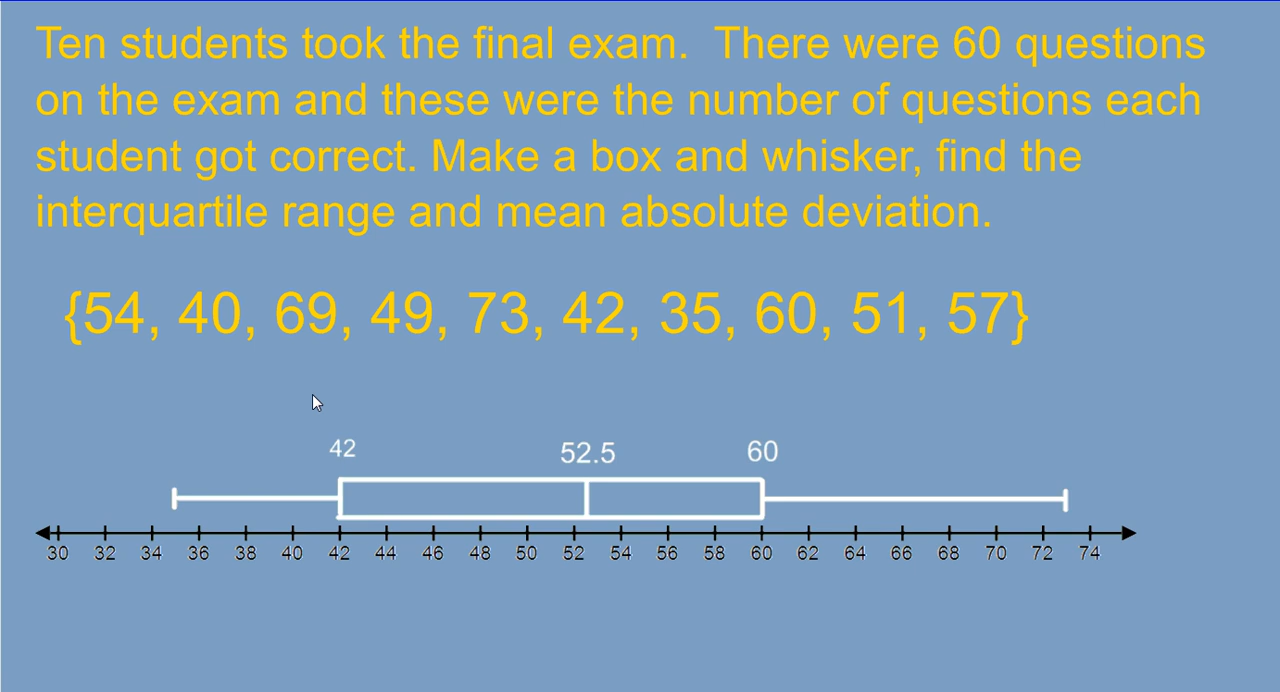 Ten students took the final exam.  There were 60 questions
on the exam and these were the number of questions each
student got correct. Make a box and whisker, find the
interquartile range and mean absolute deviation.
{54, 40, 69, 49, 73, 42, 35, 60, 51, 57}
42 52.5 60
30 32 34 36 38 40 42 44 46 48 50 52 54 56 58 60 62 64 66 68 70 72 74